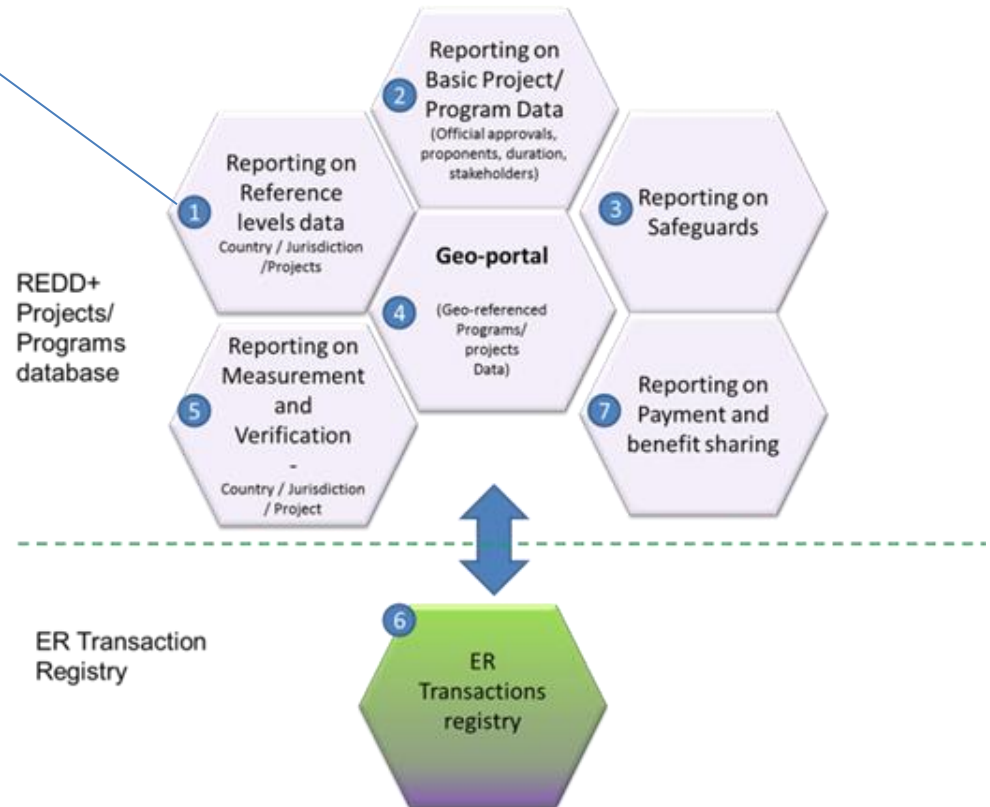 2
Reporting on
Basic Project/
Program Data
(Official approvals,
proponents, duration,
stakeholders)
1
Reporting on
Reference
levels data
Country / Jurisdiction
/Projects
3
Reporting on
Safeguards
4
Geo-portal
(Geo-referenced
Programs/
projects
Data)
REDD+
Projects/
Programs
database
5
Reporting on
Measurement
and
Verification
-
Country / Jurisdiction
/ Project
7
Reporting on
Payment and
benefit sharing
ER Transaction
Registry
6
ER
Transactions
registry